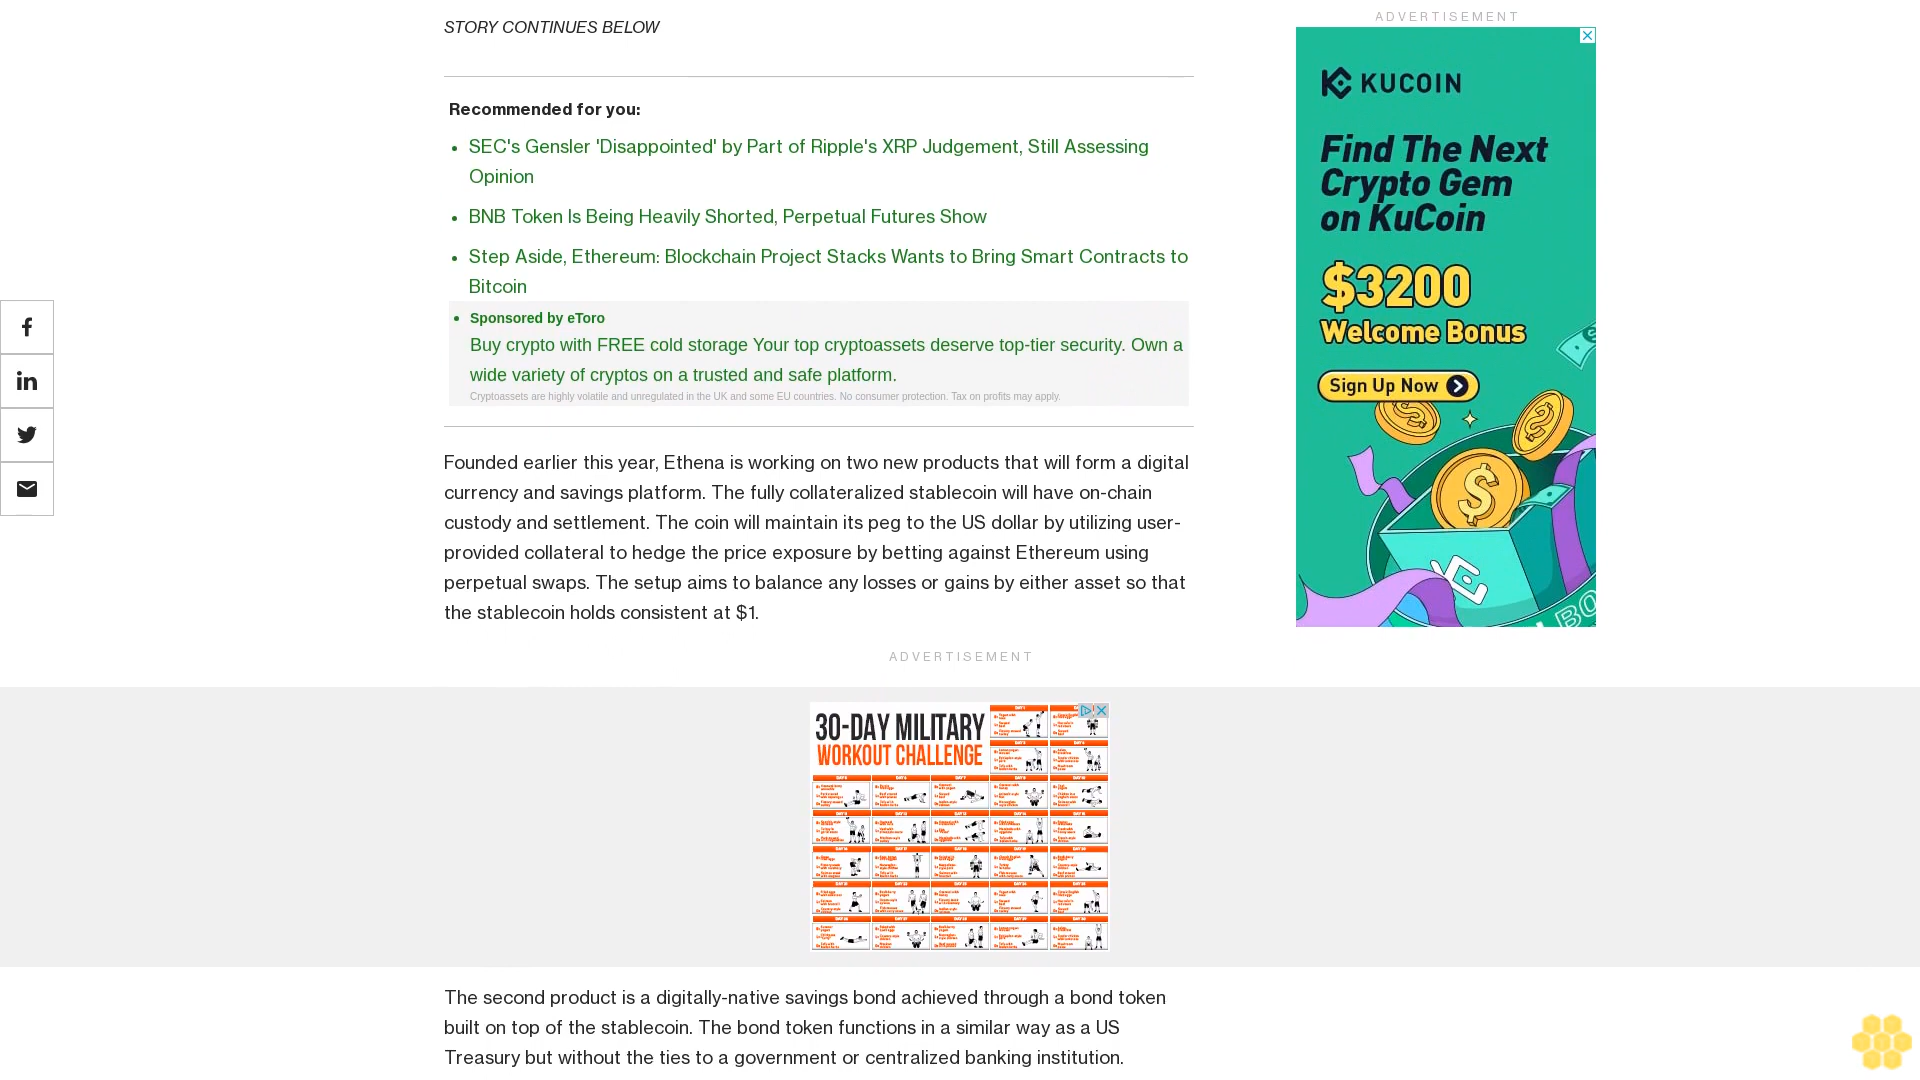 STORY CONTINUES BELOW
Recommended for you:
SEC's Gensler 'Disappointed' by Part of Ripple's XRP Judgement, Still Assessing
Opinion
BNB Token Is Being Heavily Shorted, Perpetual Futures Show
Step Aside, Ethereum: Blockchain Project Stacks Wants to Bring Smart Contracts to
Bitcoin
Sponsored by eToro
Buy crypto with FREE cold storage Your top cryptoassets deserve top-tier security. Own a
wide variety of cryptos on a trusted and safe platform.
Cryptoassets are highly volatile and unregulated in the UK and some EU countries. No consumer protection. Tax on profits may apply.
Founded earlier this year, Ethena is working on two new products that will form a digital
currency and savings platform. The fully collateralized stablecoin will have on-chain
custody and settlement. The coin will maintain its peg to the US dollar by utilizing user-
provided collateral to hedge the price exposure by betting against Ethereum using
perpetual swaps. The setup aims to balance any losses or gains by either asset so that
the stablecoin holds consistent at $1.
ADVERTISEMENT
KUCOIN
Find The Next
Crypto Gem
on KuCoin
$3200
Welcome Bonus
Sign Up Now
ADVERTISEMENT
30-DAY MILITARY
WORKOUT CHALLENGE
The second product is a digitally-native savings bond achieved through a bond token
built on top of the stablecoin. The bond token functions in a similar way as a US
Treasury but without the ties to a government or centralized banking institution.